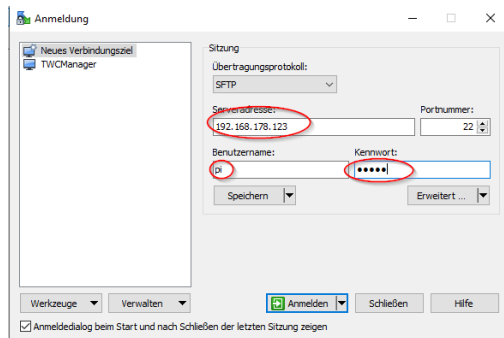 Anmeldung
Neues Verbindungsziel
TWCManager
Sitzung
Übertragungsprotokoll:
SFTP
Serveradresse: Portnummer:
192.168.178.123 22
Benutzername: Kennwort:
pi •••••
Speichern Erweitert ...
Werkzeuge Verwalten Anmelden Schließen Hilfe
Anmeldedialog beim Start und nach Schließen der letzten Sitzung zeigen